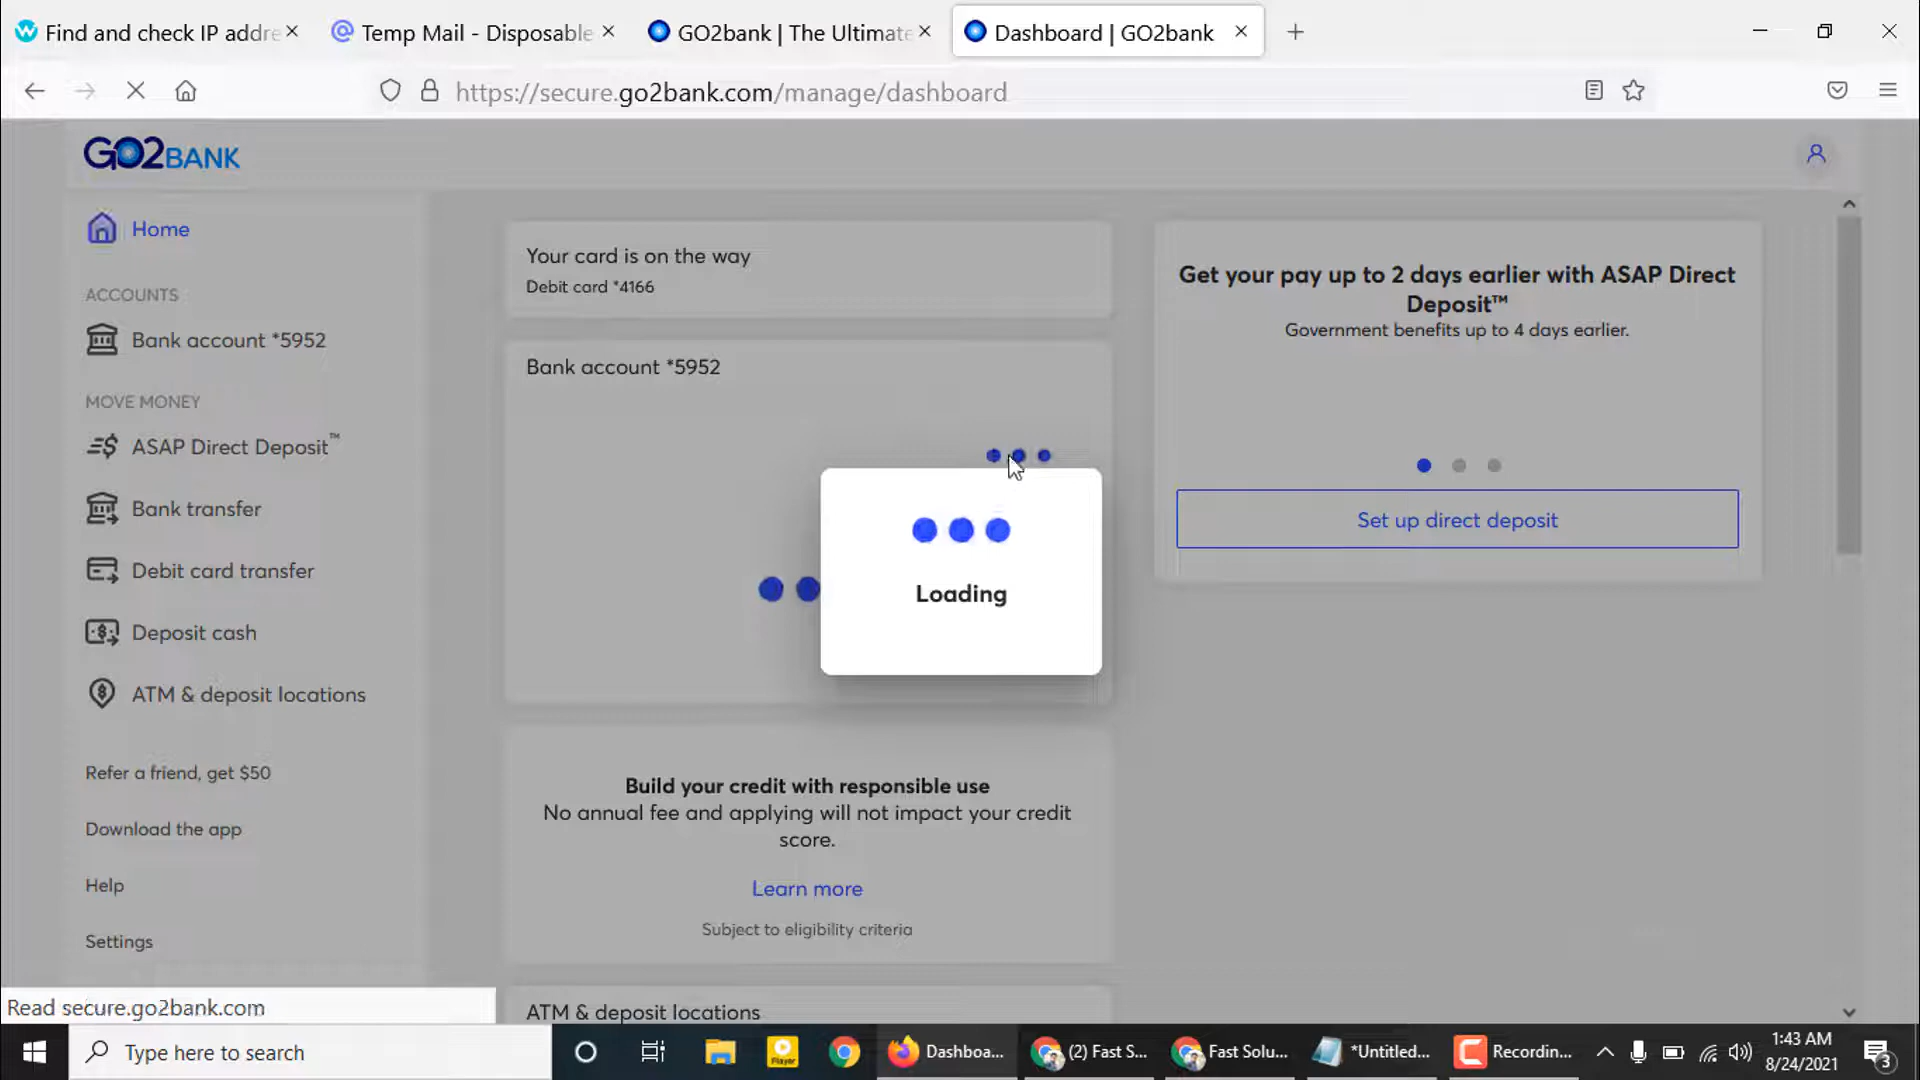 Find and check IP addre
Temp Mail - Disposable
GO2bank | The Ultimate
Dashboard | GO2bank
https://secure.go2bank.com/manage/dashboard
GO2BANK
Home
ACCOUNTS
Bank account *5952
MOVE MONEY
ASAP Direct Deposit™
Bank transfer
Debit card transfer
Deposit cash
ATM & deposit locations
Refer a friend, get $50
Download the app
Help
Settings
Your card is on the way
Debit card *4166
Bank account *5952
Loading
Build your credit with responsible use
No annual fee and applying will not impact your credit
score.
Learn more
Subject to eligibility criteria
ATM & deposit locations
Get your pay up to 2 days earlier with ASAP Direct
Deposit™
Government benefits up to 4 days earlier.
Set up direct deposit
Read secure.go2bank.com
Type here to search
Player
Dashboa...
(2) Fast S...
Fast Solu...
*Untitled...
Recordin...
1:43 AM
8/24/2021
3